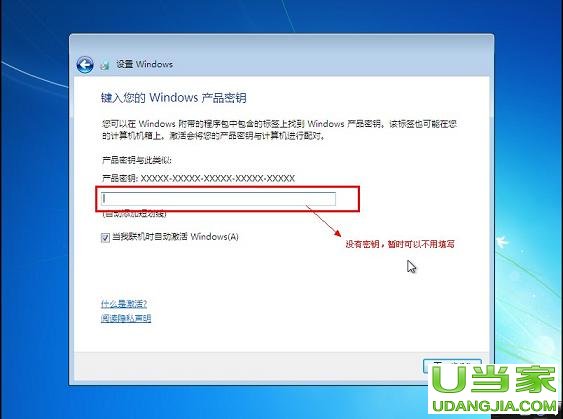 设置 Windows
键入您的 Windows 产品密钥
您可以在 Windows 附带的程序包中包含的标签上找到 Windows 产品密钥。该标签也可能在您
的计算机机箱上。激活会将您的产品密钥与计算机进行配对。
产品密钥与此类似:
产品密钥: XXXXX-XXXXX-XXXXX-XXXXX-XXXXX
(自动添加短划线)
当我联机时自动激活 Windows(A)
没有密钥，暂时可以不用填写
什么是激活?
阅读隐私声明
U当家
UDANGJIA.COM